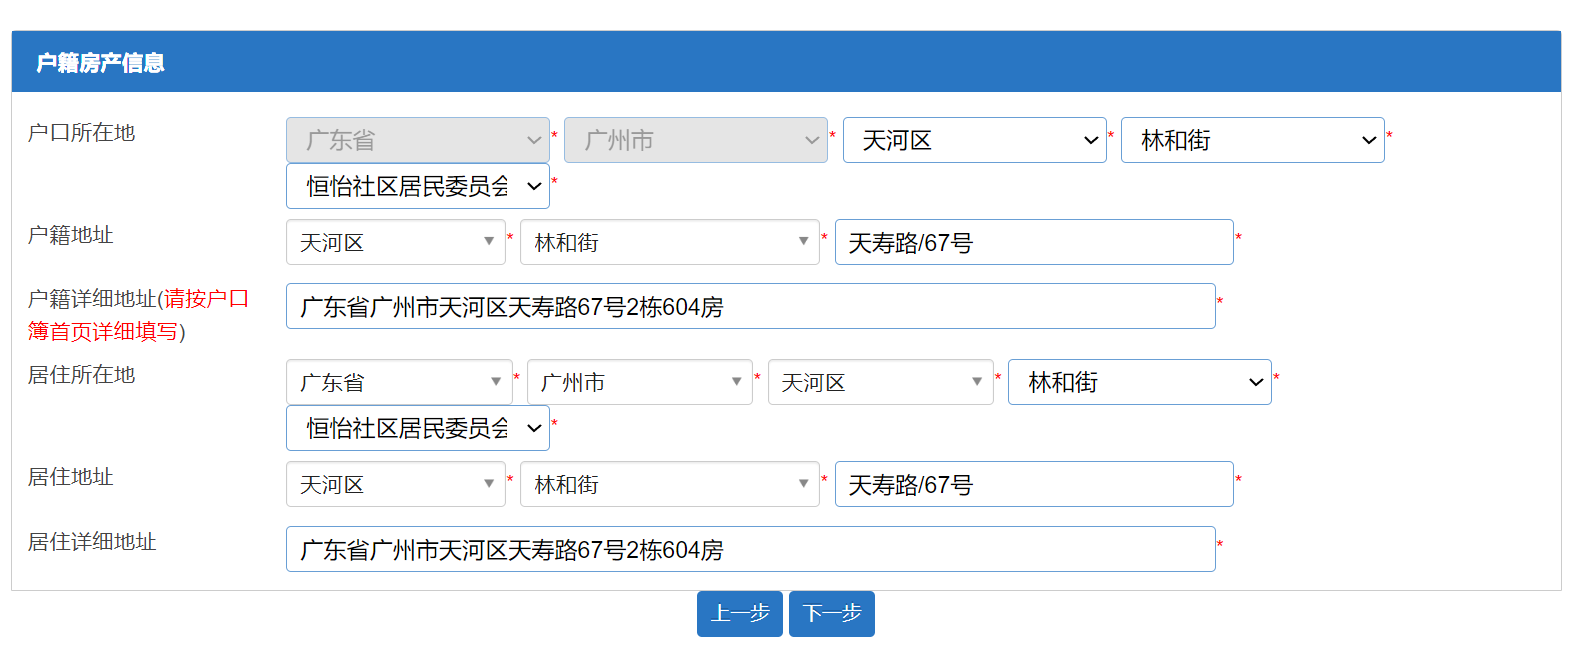 户籍房产信息
户口所在地 广东省 * 广州市 * 天河区 * 林和街 *
恒怡社区居民委员会 *
户籍地址 天河区 * 林和街 * 天寿路/67号 *
户籍详细地址(请按户口
簿首页详细填写) 广东省广州市天河区天寿路67号2栋604房 *
居住所在地 广东省 * 广州市 * 天河区 * 林和街 *
恒怡社区居民委员会 *
居住地址 天河区 * 林和街 * 天寿路/67号 *
居住详细地址 广东省广州市天河区天寿路67号2栋604房 *
上一步 下一步